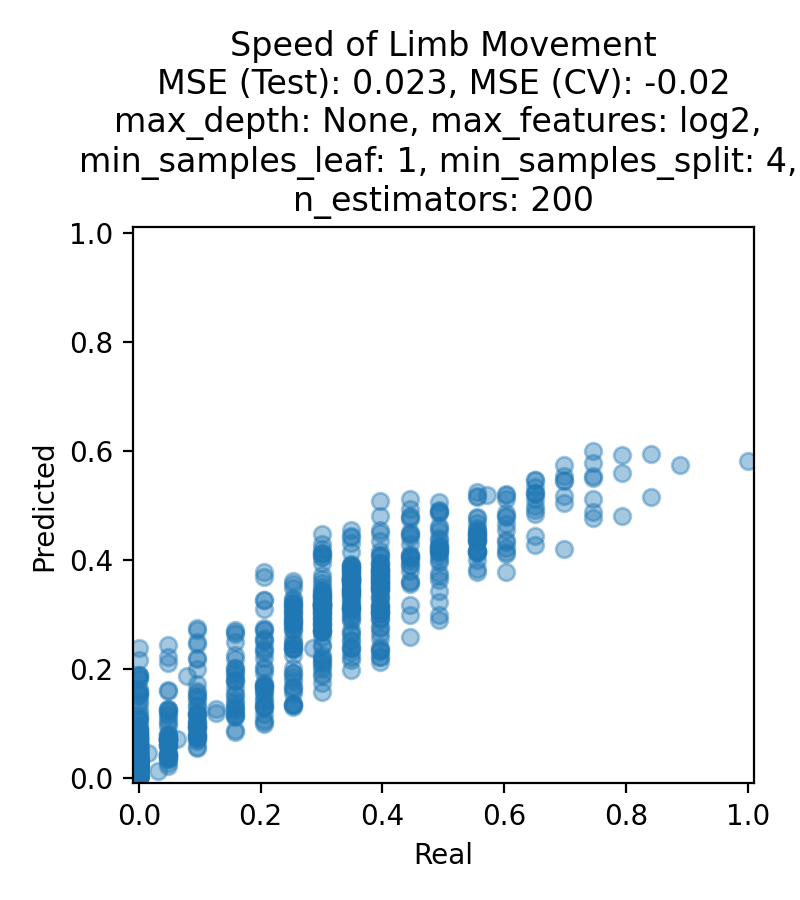 Speed of Limb Movement
MSE (Test): 0.023, MSE (CV): -0.02
max_depth: None, max_features: log2,
min_samples_leaf: 1, min_samples_split: 4,
n_estimators: 200
1.0
0.8
0.6
0.4
0.2
0.0
Predicted
0.0 0.2 0.4 0.6 0.8 1.0
Real